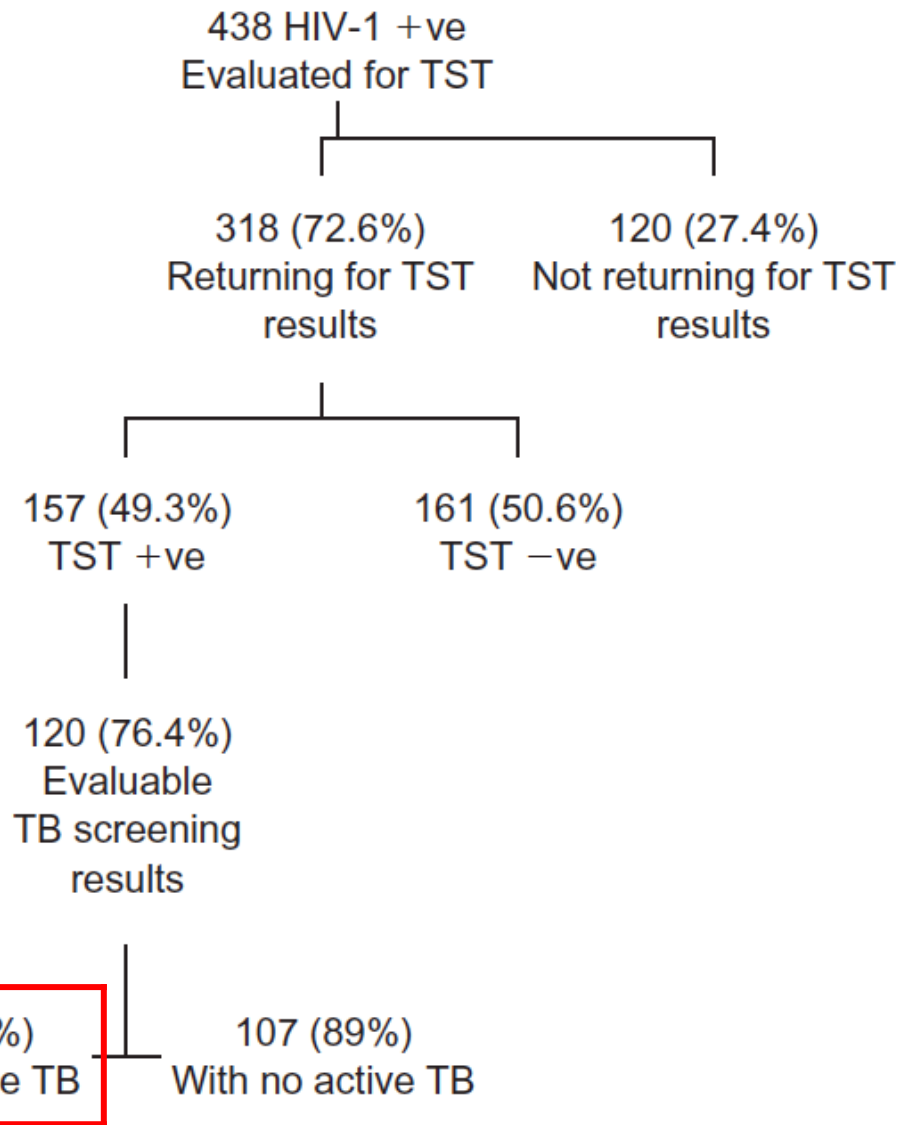 438 HIV-1 +ve
Evaluated for TST
318 (72.6%)
Returning for TST
results
120 (27.4%)
Not returning for TST
results
157 (49.3%)
TST +ve
161 (50.6%)
TST −ve
120 (76.4%)
Evaluable
TB screening
results
%)
TB
107 (89%)
With no active TB